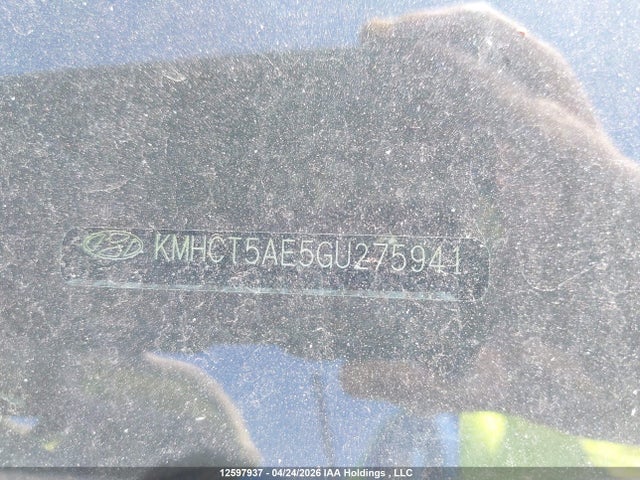 KMHCT5AE5GU275941
12597937 - 04/24/2026 IAA Holdings , LLC